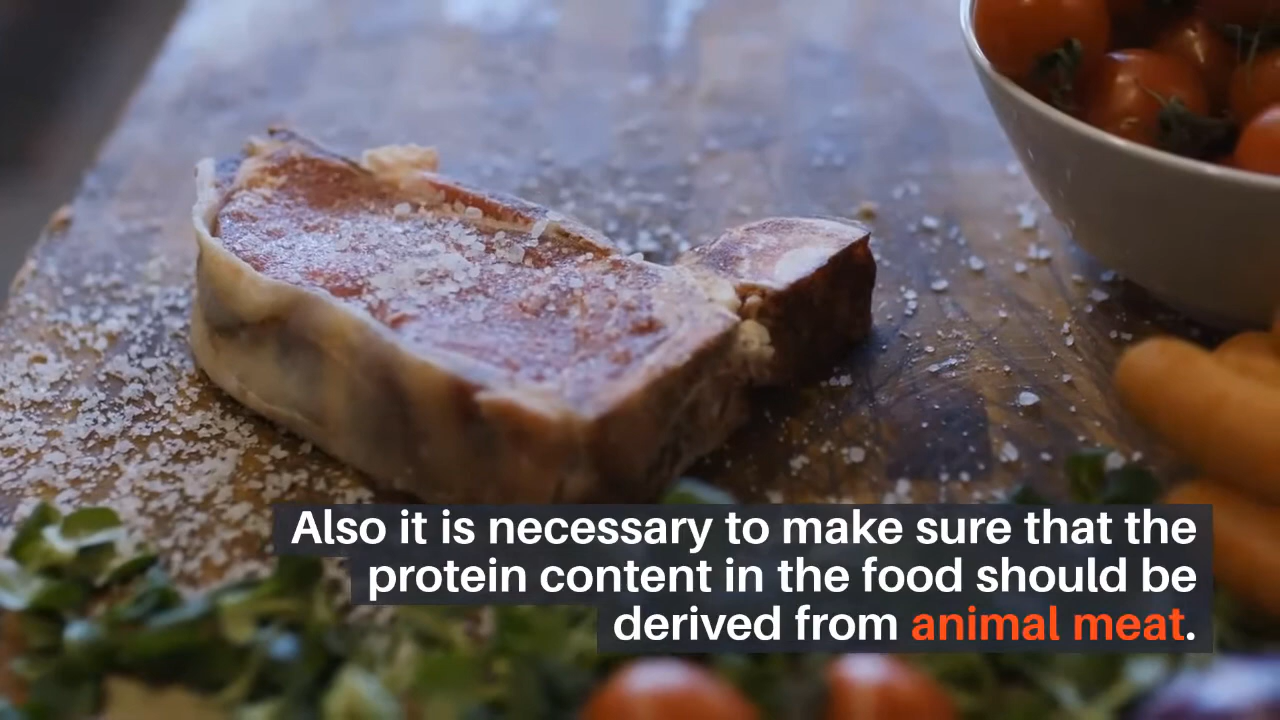 Also it is necessary to make sure that the
protein content in the food should be
derived from animal meat.